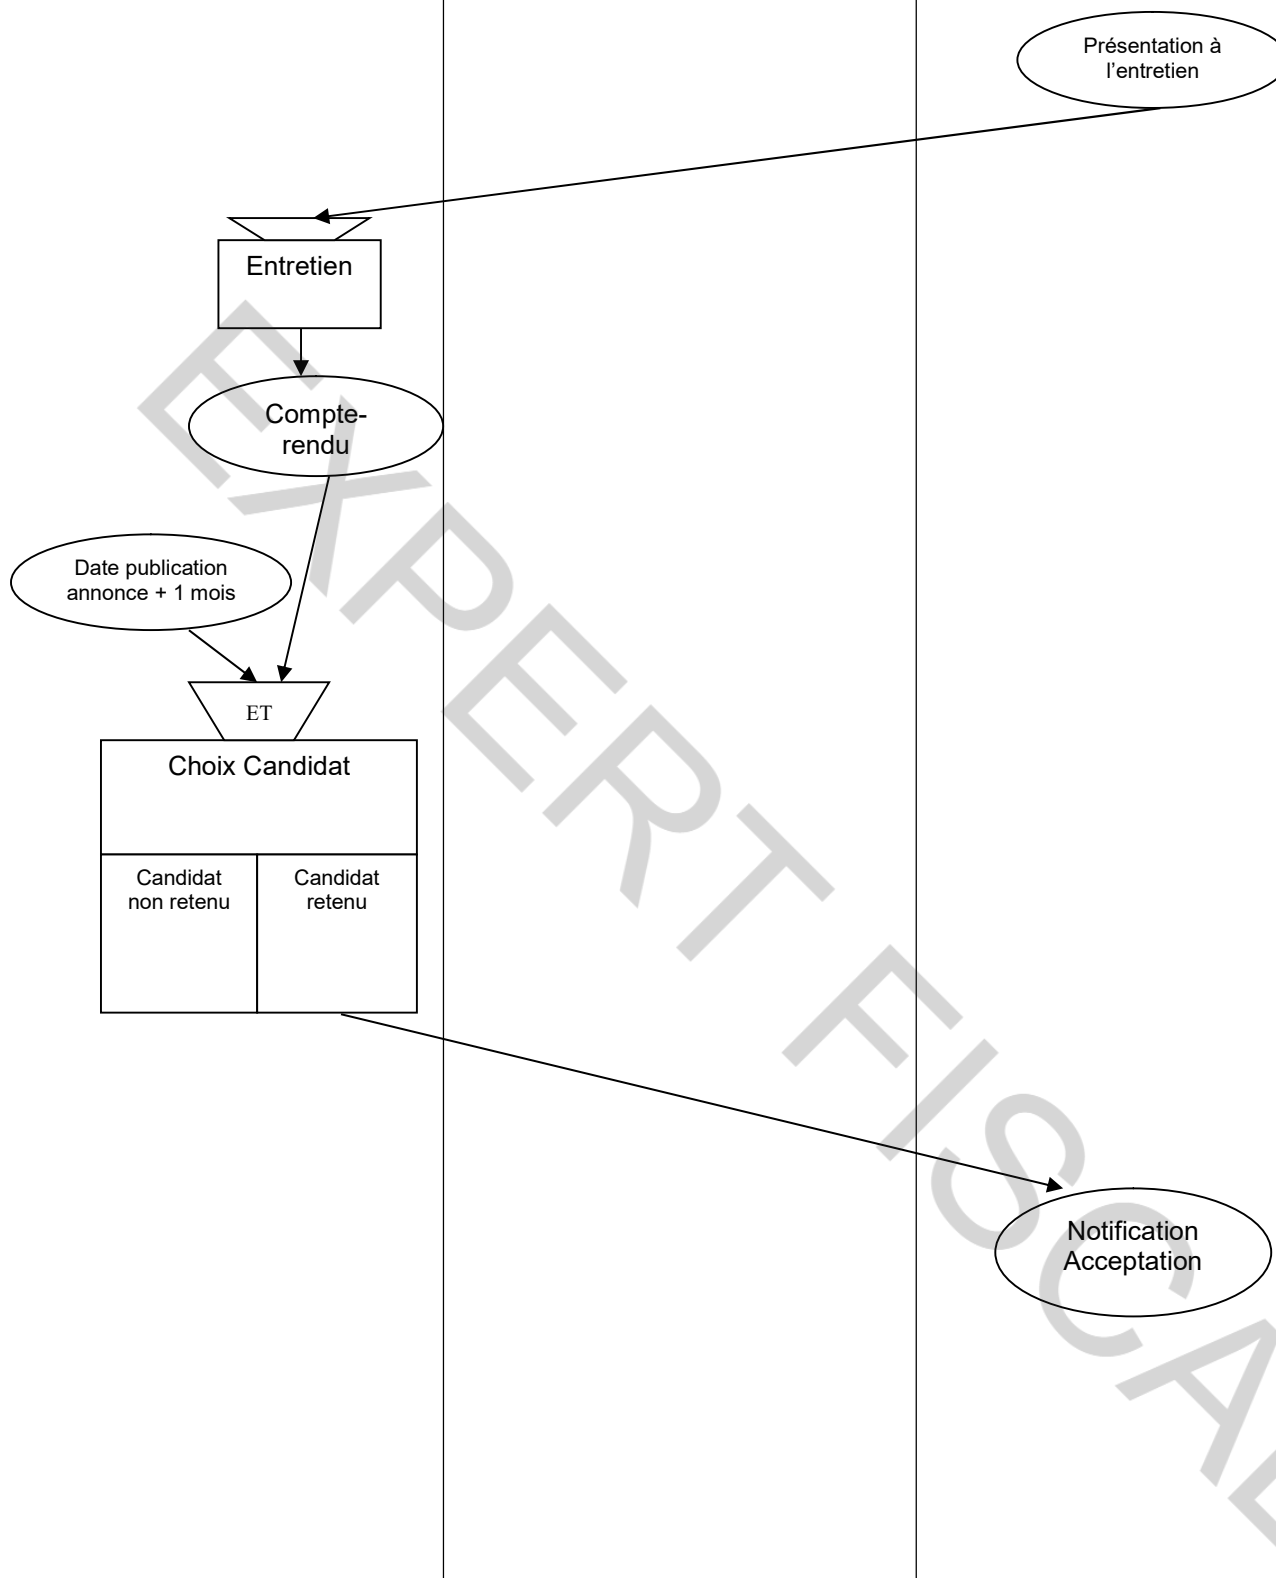 Présentation à
l’entretien
Entretien
Compte-
rendu
Date publication
annonce + 1 mois
ET
Choix Candidat
Candidat
non retenu
Candidat
retenu
Notification
Acceptation
EXPERT FISCAL